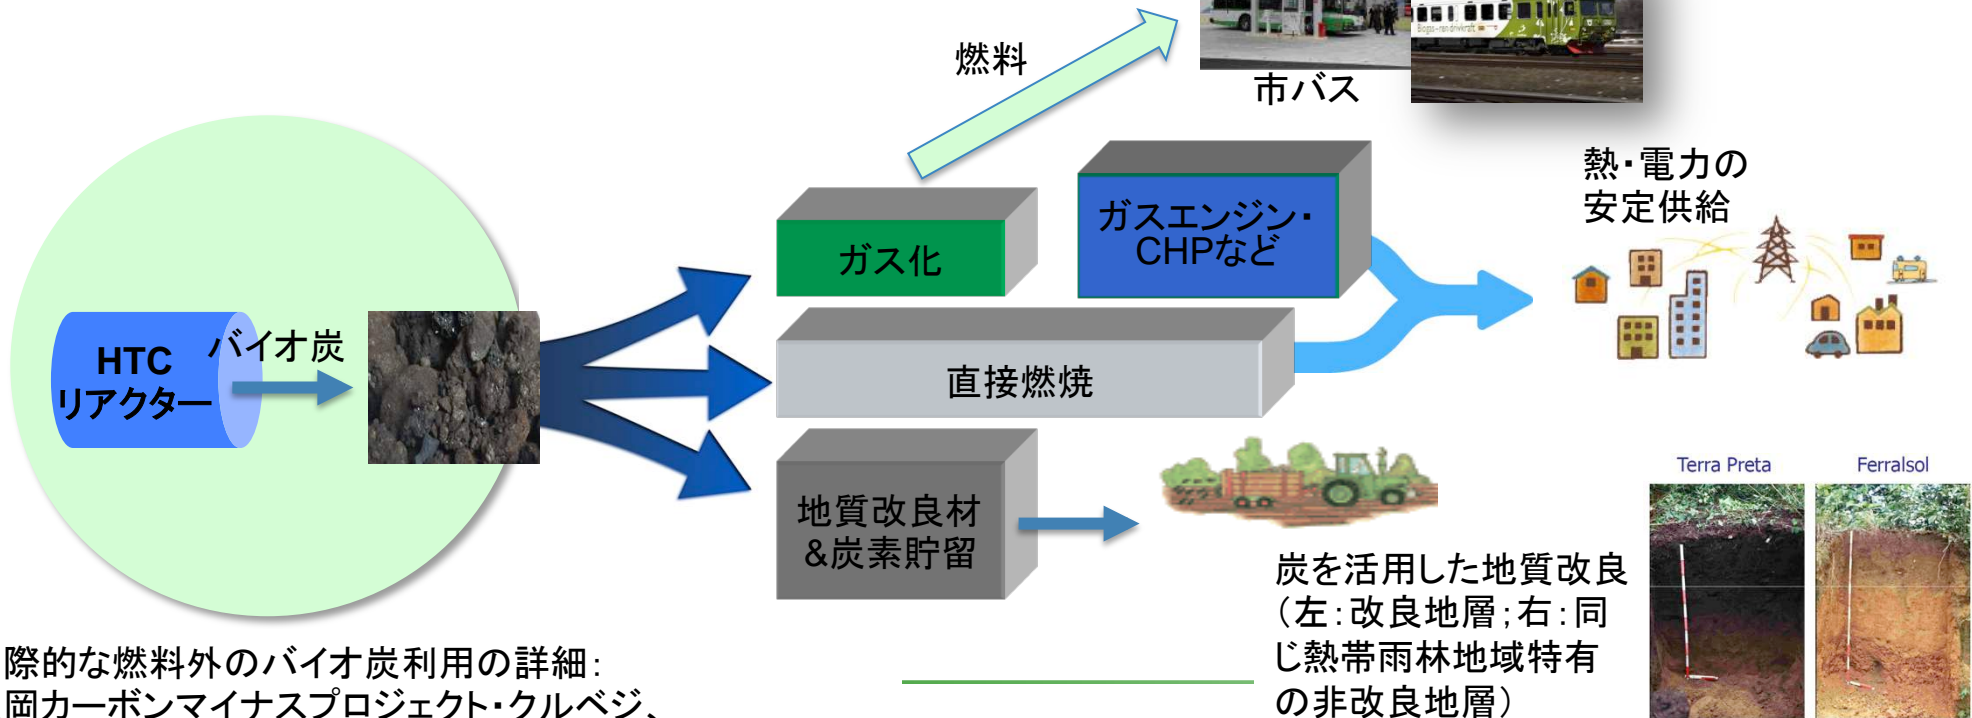 燃料
Biogas-ren drivkraft
市バス
熱・電力の
安定供給
ガス化
ガスエンジン・
CHPなど
HTC
リアクター
バイオ炭
直接燃焼
地質改良材
&炭素貯留
Terra Preta
Ferralsol
炭を活用した地質改良
（左：改良地層；右：同
じ熱帯雨林地域特有
の非改良地層）
際的な燃料外のバイオ炭利用の詳細：
岡カーボンマイナスプロジェクト・クルベジ、